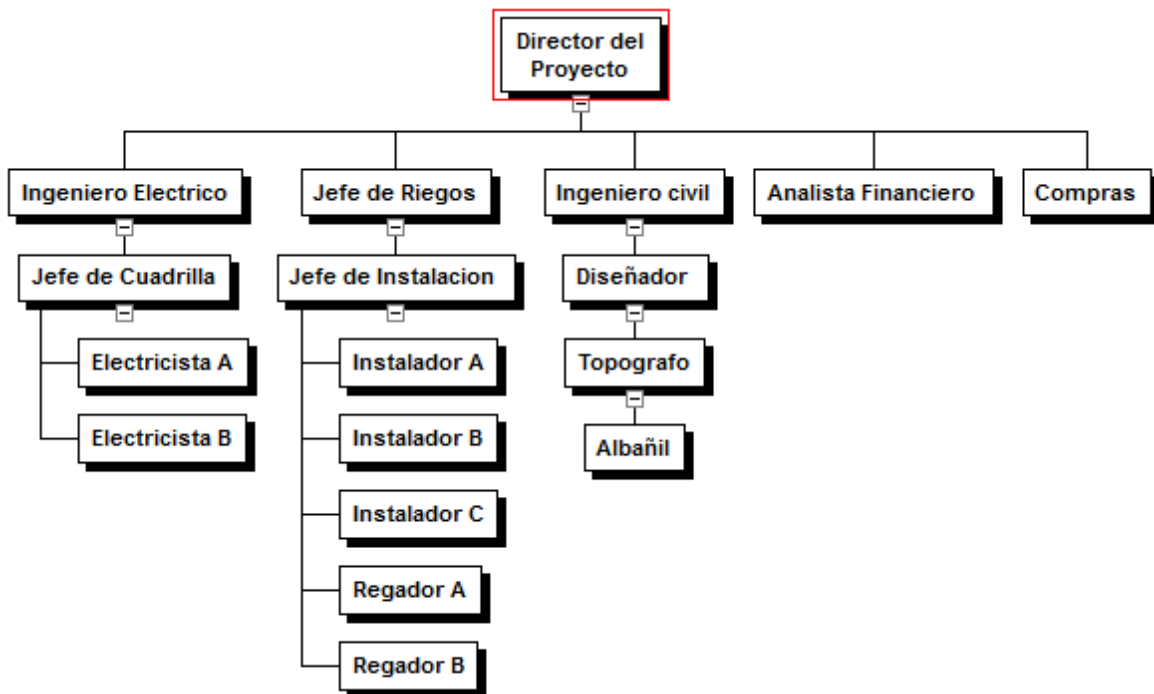 Director del
Proyecto
Ingeniero Electrico
Jefe de Riegos
Ingeniero civil
Analista Financiero
Compras
Jefe de Cuadrilla
Jefe de Instalacion
Diseñador
Electricista A
Instalador A
Topografo
Electricista B
Instalador B
Albañil
Instalador C
Regador A
Regador B